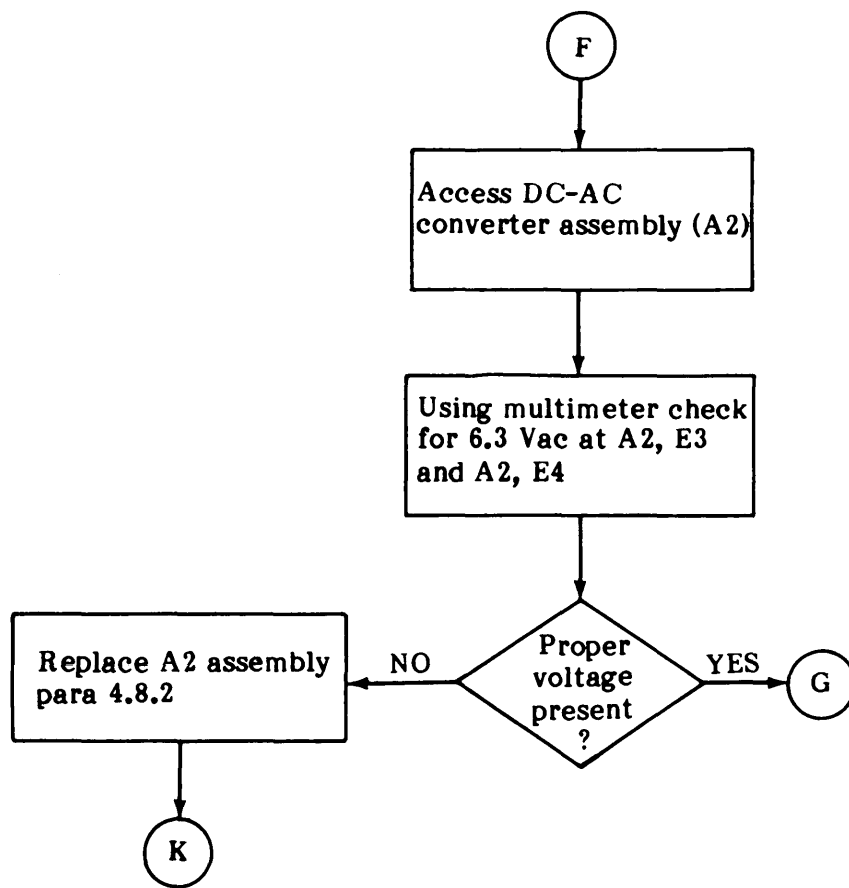 F
Access DC-AC
converter assembly (A2)
Using multimeter check
for 6.3 Vac at A2, E3
and A2, E4
Proper
voltage
present
?
NO
YES
Replace A2 assembly
para 4.8.2
G
K